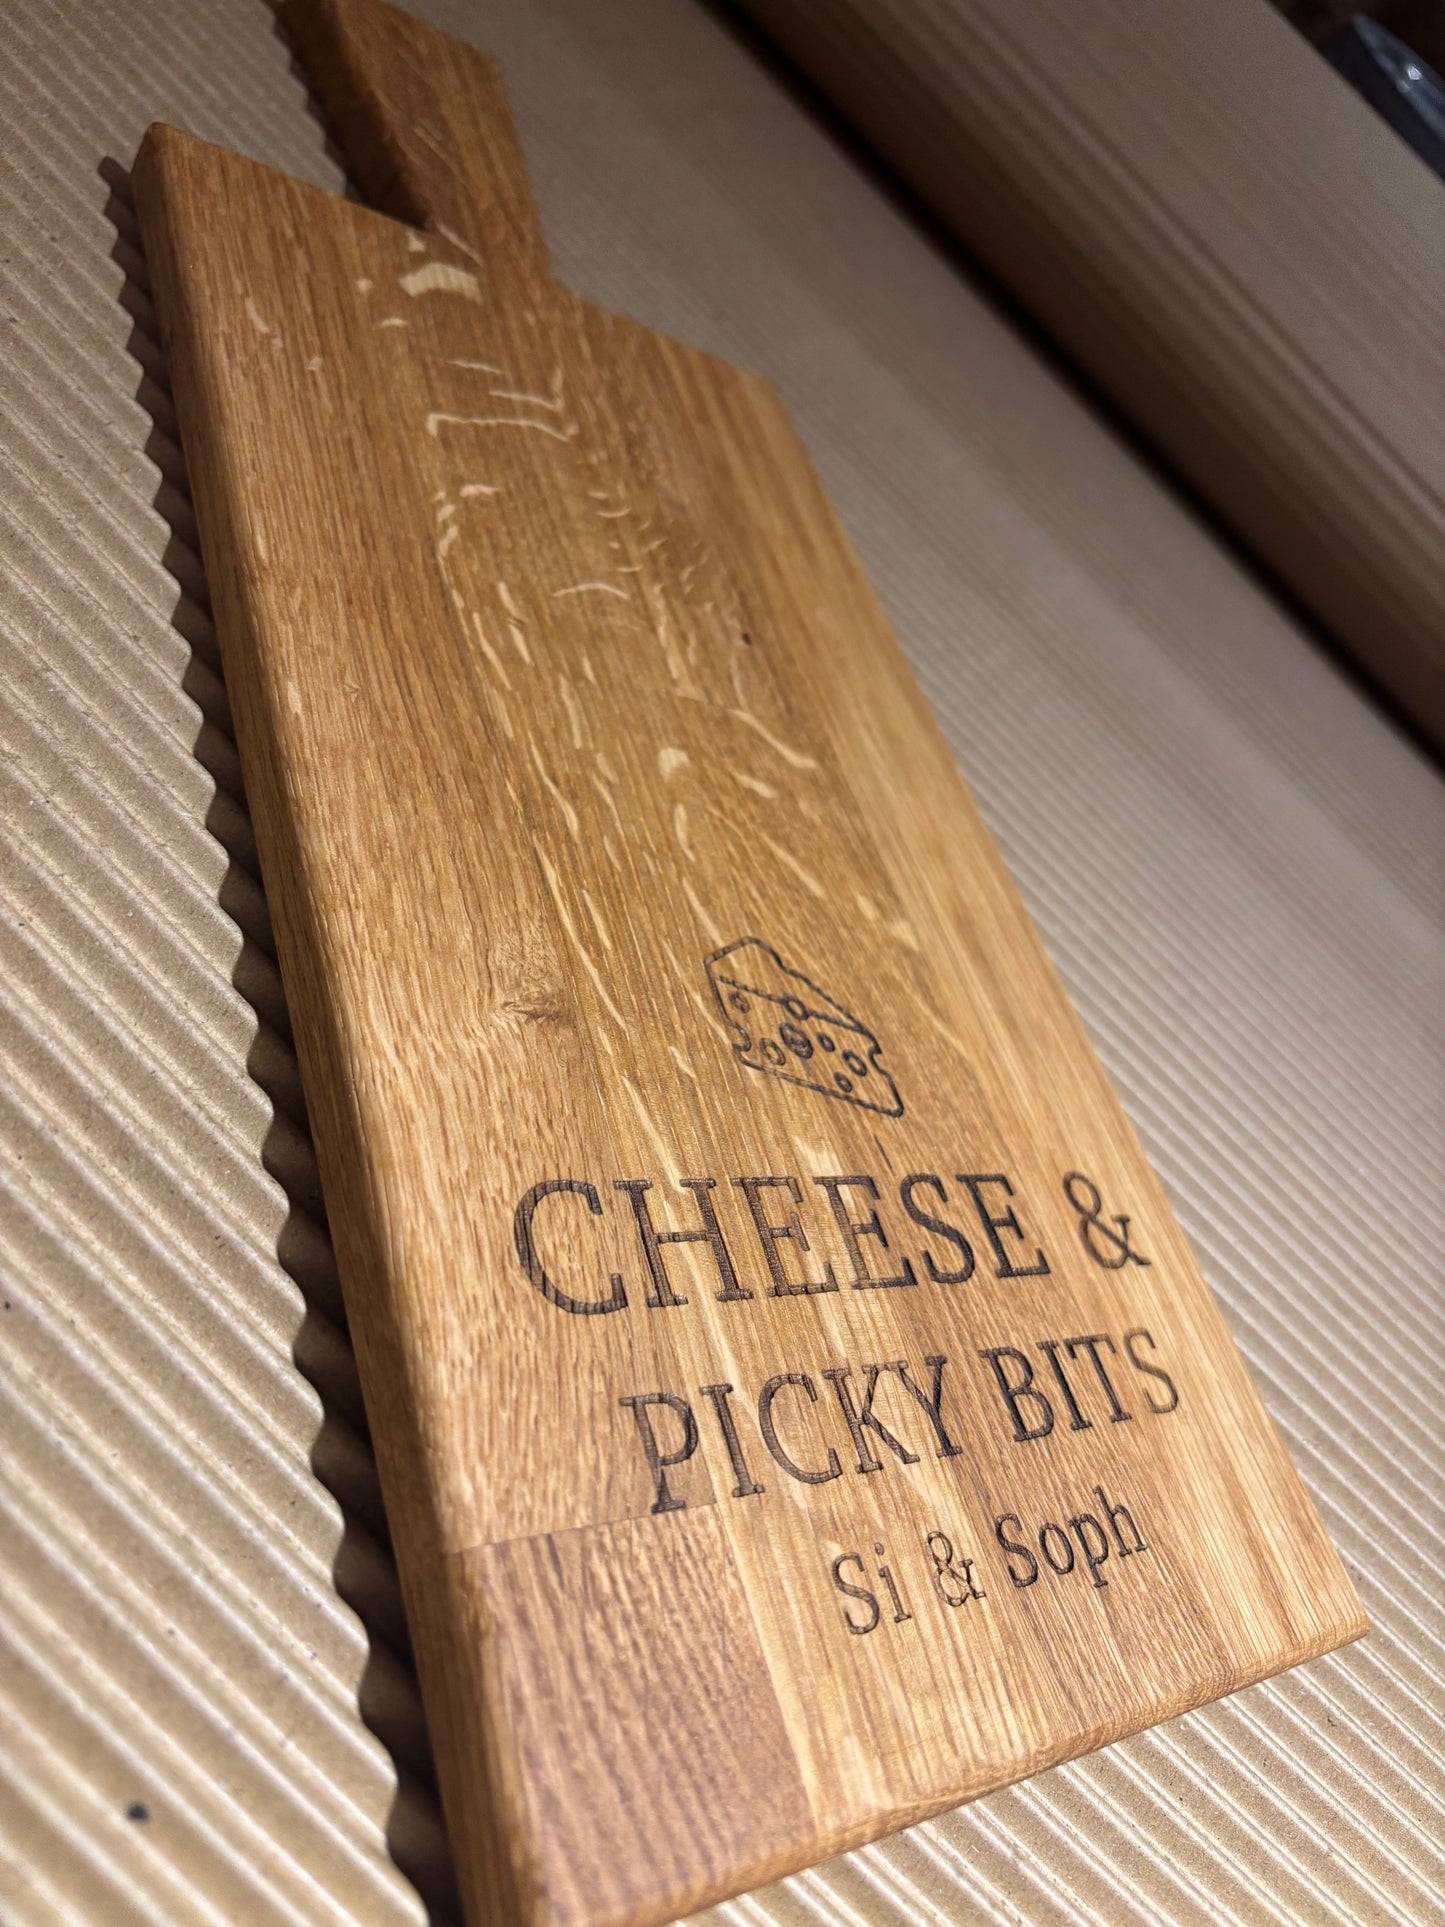 CHEESE &
PICKY BITS
Si & Soph